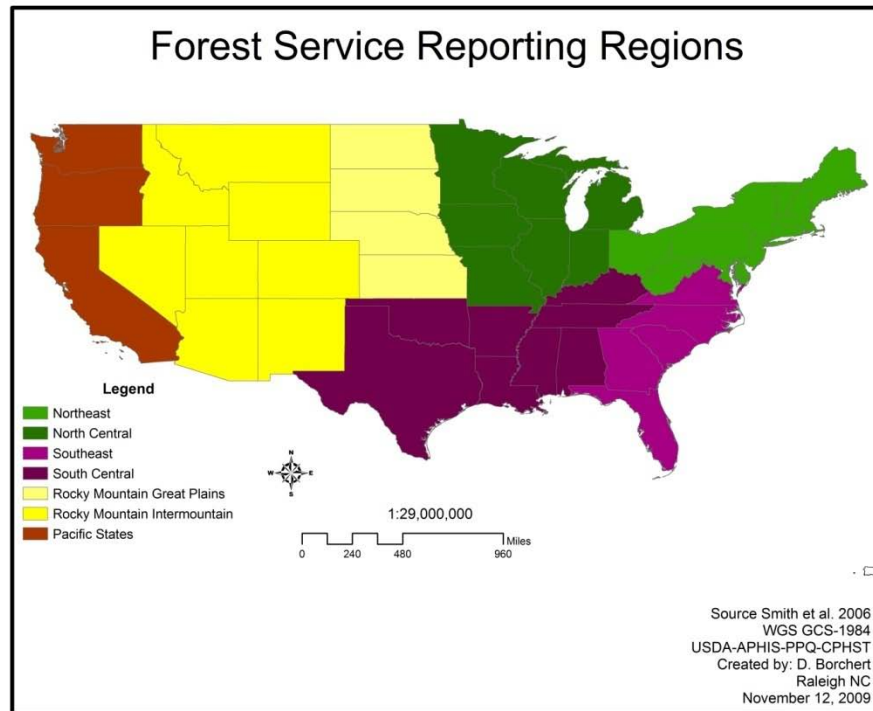 Forest Service Reporting Regions
Legend
Northeast
North Central
Southeast
South Central
Rocky Mountain Great Plains
Rocky Mountain Intermountain
Pacific States
N
W E
S
1:29,000,000
Miles
0 240 480 960
Source Smith et al. 2006
WGS GCS-1984
USDA-APHIS-PPQ-CPHST
Created by: D. Borchert
Raleigh NC
November 12, 2009